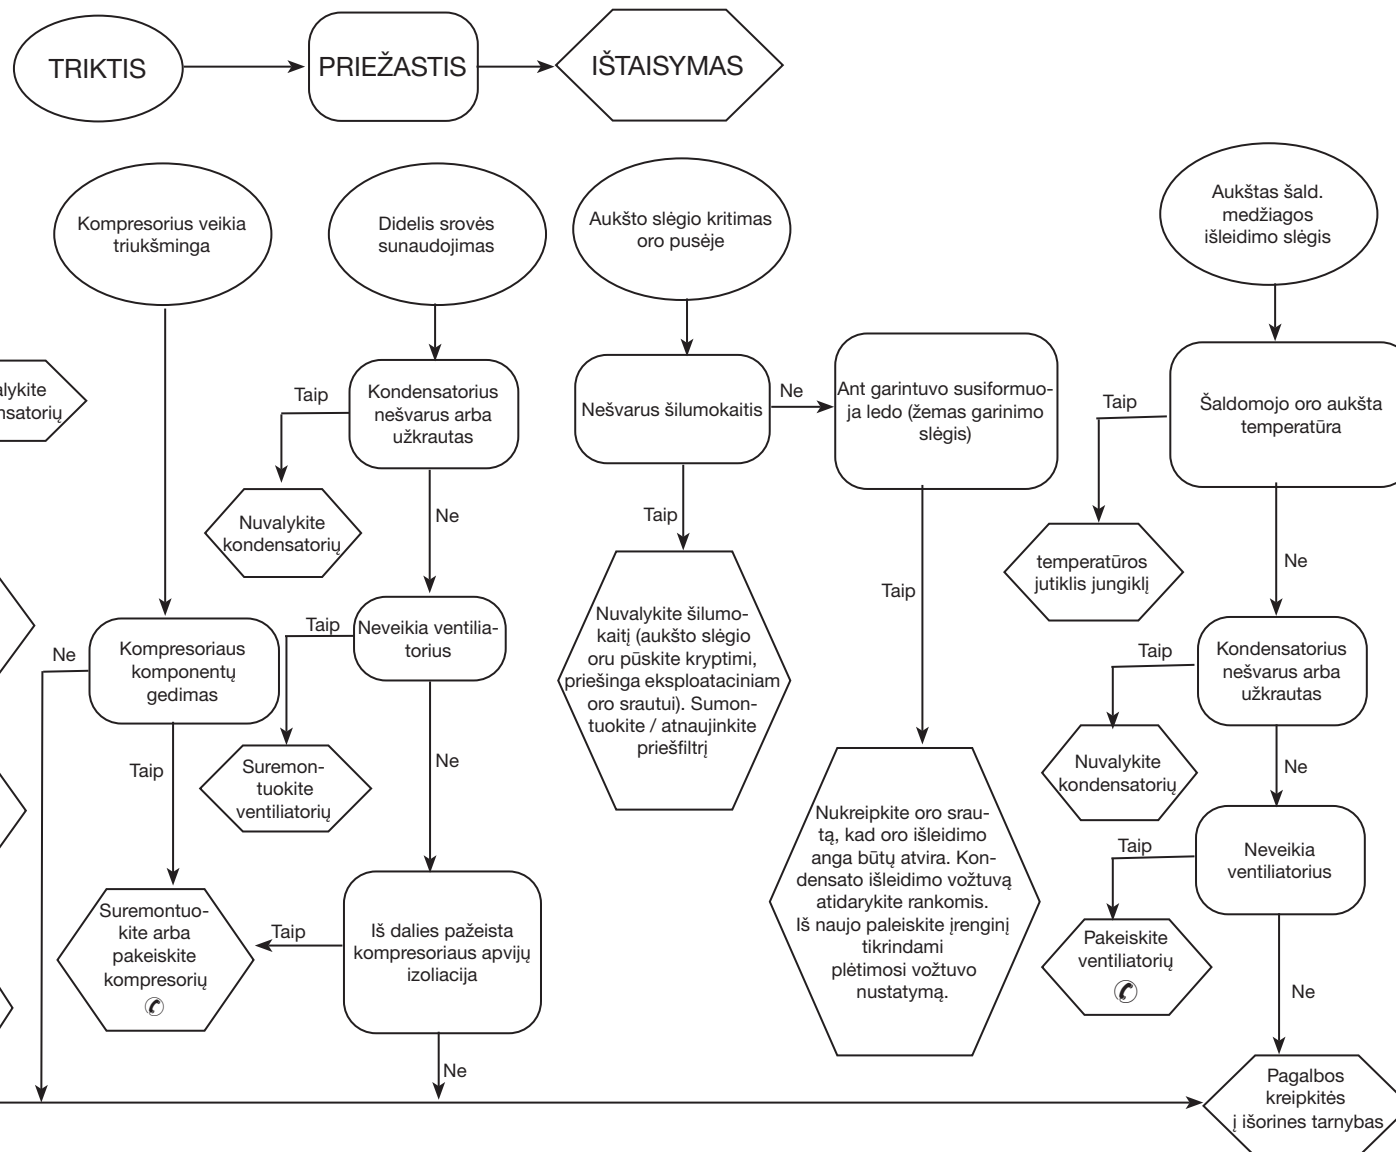 TRIKTIS
PRIEŽASTIS
IŠTAISYMAS
Kompresorius veikia
triukšminga
Didelis srovės
sunaudojimas
Aukšto slėgio kritimas
oro pusėje
Aukštas šald.
medžiagos
išleidimo slėgis
alykite
nsatorių
Taip
Kondensatorius
nešvarus arba
užkrautas
Nešvarus šilumokaitis
Ne
Ant garintuvo susiformuo-
ja ledo (žemas garinimo
slėgis)
Taip
Šaldomojo oro aukšta
temperatūra
Nuvalykite
kondensatorių
Ne
Taip
Taip
temperatūros
jutiklis jungiklį
Ne
Nuvalykite šilumo-
kaitį (aukšto slėgio
oru pūskite kryptimi,
priešinga eksploataciniam
oro srautui). Sumon-
tuokite / atnaujinkite
priešfiltrį
Ne
Kompresoriaus
komponentų
gedimas
Taip
Neveikia ventilia-
torius
Taip
Kondensatorius
nešvarus arba
užkrautas
Taip
Suremon-
tuokite
ventiliatorių
Ne
Nuvalykite
kondensatorių
Ne
Nukreipkite oro srau-
tą, kad oro išleidimo
anga būtų atvira. Kon-
densato išleidimo vožtuvą
atidarykite rankomis.
Iš naujo paleiskite įrenginį
tikrindami
plėtimosi vožtuvo
nustatymą.
Taip
Neveikia
ventiliatorius
Suremontuo-
kite arba
pakeiskite
kompresorių
Taip
Iš dalies pažeista
kompresoriaus apvijų
izoliacija
Pakeiskite
ventiliatorių
Ne
Ne
Pagalbos
kreipkitės
į išorines tarnybas